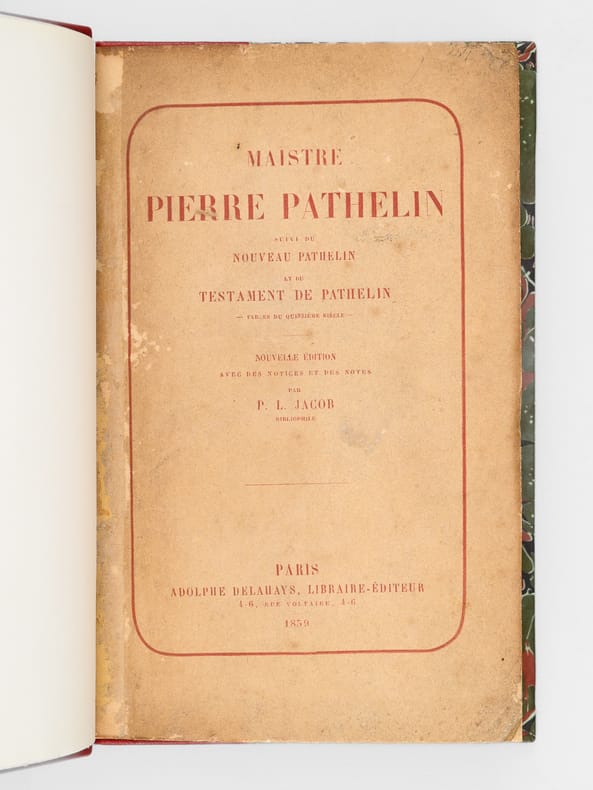 MAISTRE
PIERRE PATHELIN
SUIVI DU
NOUVEAU PATHELIN
ET DU
TESTAMENT DE PATHELIN
— FARCES DU QUINZIÈME SIÈCLE —
NOUVELLE ÉDITION
AVEC DES NOTICES ET DES NOTES
PAR
P. L. JACOB
BIBLIOPHILE
PARIS
ADOLPHE DELAHAYS, LIBRAIRE-ÉDITEUR
4-6, RUE VOLTAIRE, 4-6
1859